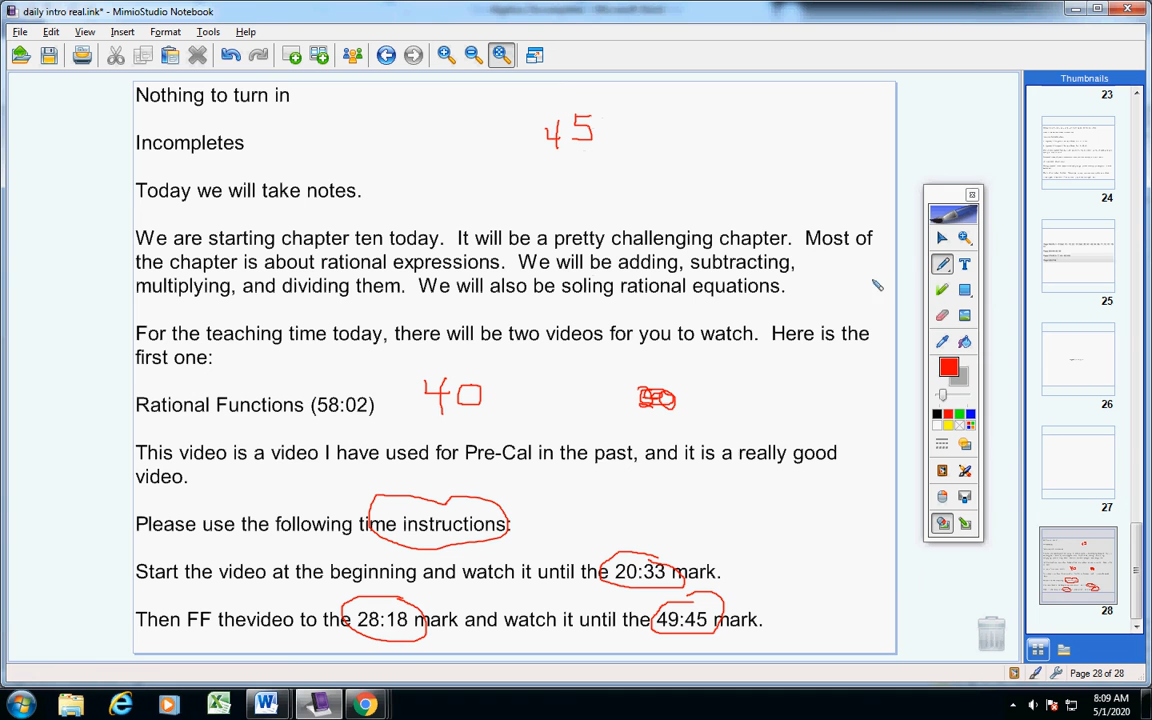 daily intro real.ink* - MimioStudio Notebook
File Edit View Insert Format Tools Help
Nothing to turn in
45
Incompletes
Today we will take notes.
We are starting chapter ten today. It will be a pretty challenging chapter. Most of
the chapter is about rational expressions. We will be adding, subtracting,
multiplying, and dividing them. We will also be soling rational equations.
For the teaching time today, there will be two videos for you to watch. Here is the
first one:
Rational Functions (58:02) 40
This video is a video I have used for Pre-Cal in the past, and it is a really good
video.
Please use the following time instructions:
Start the video at the beginning and watch it until the 20:33 mark.
Then FF thevideo to the 28:18 mark and watch it until the 49:45 mark.
T
Thumbnails
23
24
25
26
27
28
Page 28 of 28
W
8:09 AM
5/1/2020